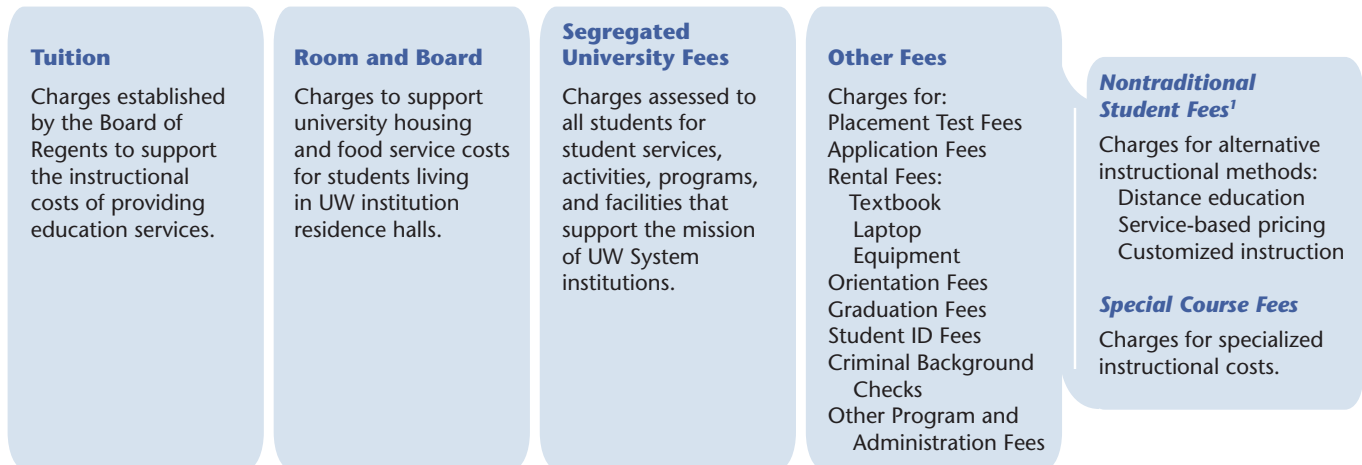 Tuition
Charges established
by the Board of
Regents to support
the instructional
costs of providing
education services.
Room and Board
Charges to support
university housing
and food service costs
for students living
in UW institution
residence halls.
Segregated
University Fees
Charges assessed to
all students for
student services,
activities, programs,
and facilities that
support the mission
of UW System
institutions.
Other Fees
Charges for:
Placement Test Fees
Application Fees
Rental Fees:
Textbook
Laptop
Equipment
Orientation Fees
Graduation Fees
Student ID Fees
Criminal Background
Checks
Other Program and
Administration Fees
Nontraditional
Student Fees¹
Charges for alternative
instructional methods:
Distance education
Service-based pricing
Customized instruction
Special Course Fees
Charges for specialized
instructional costs.